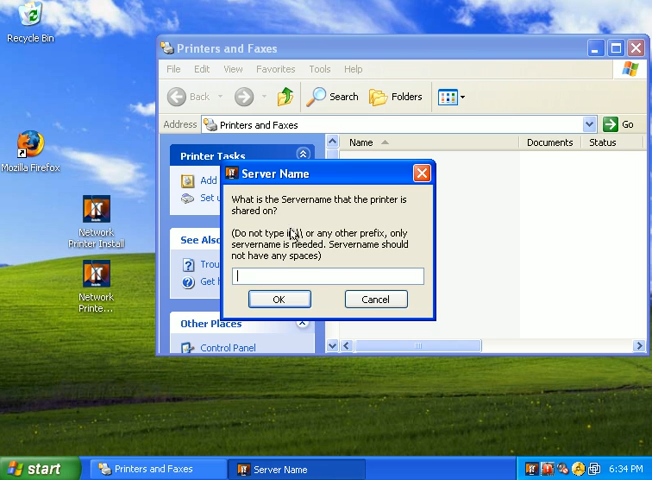 Recycle Bin
Mozilla Firefox
Network
Printer Install
Network
Printe...
Printers and Faxes
File Edit View Favorites Tools Help
Back Search Folders
Address Printers and Faxes Go
Printer Tasks
Add
Set u
See Also
Trou
Get h
Other Places
Control Panel
Name Documents Status
Server Name
What is the Servername that the printer is
shared on?
(Do not type in \\ or any other prefix, only
servername is needed. Servername should
not have any spaces)
OK Cancel
start Printers and Faxes Server Name 6:34 PM